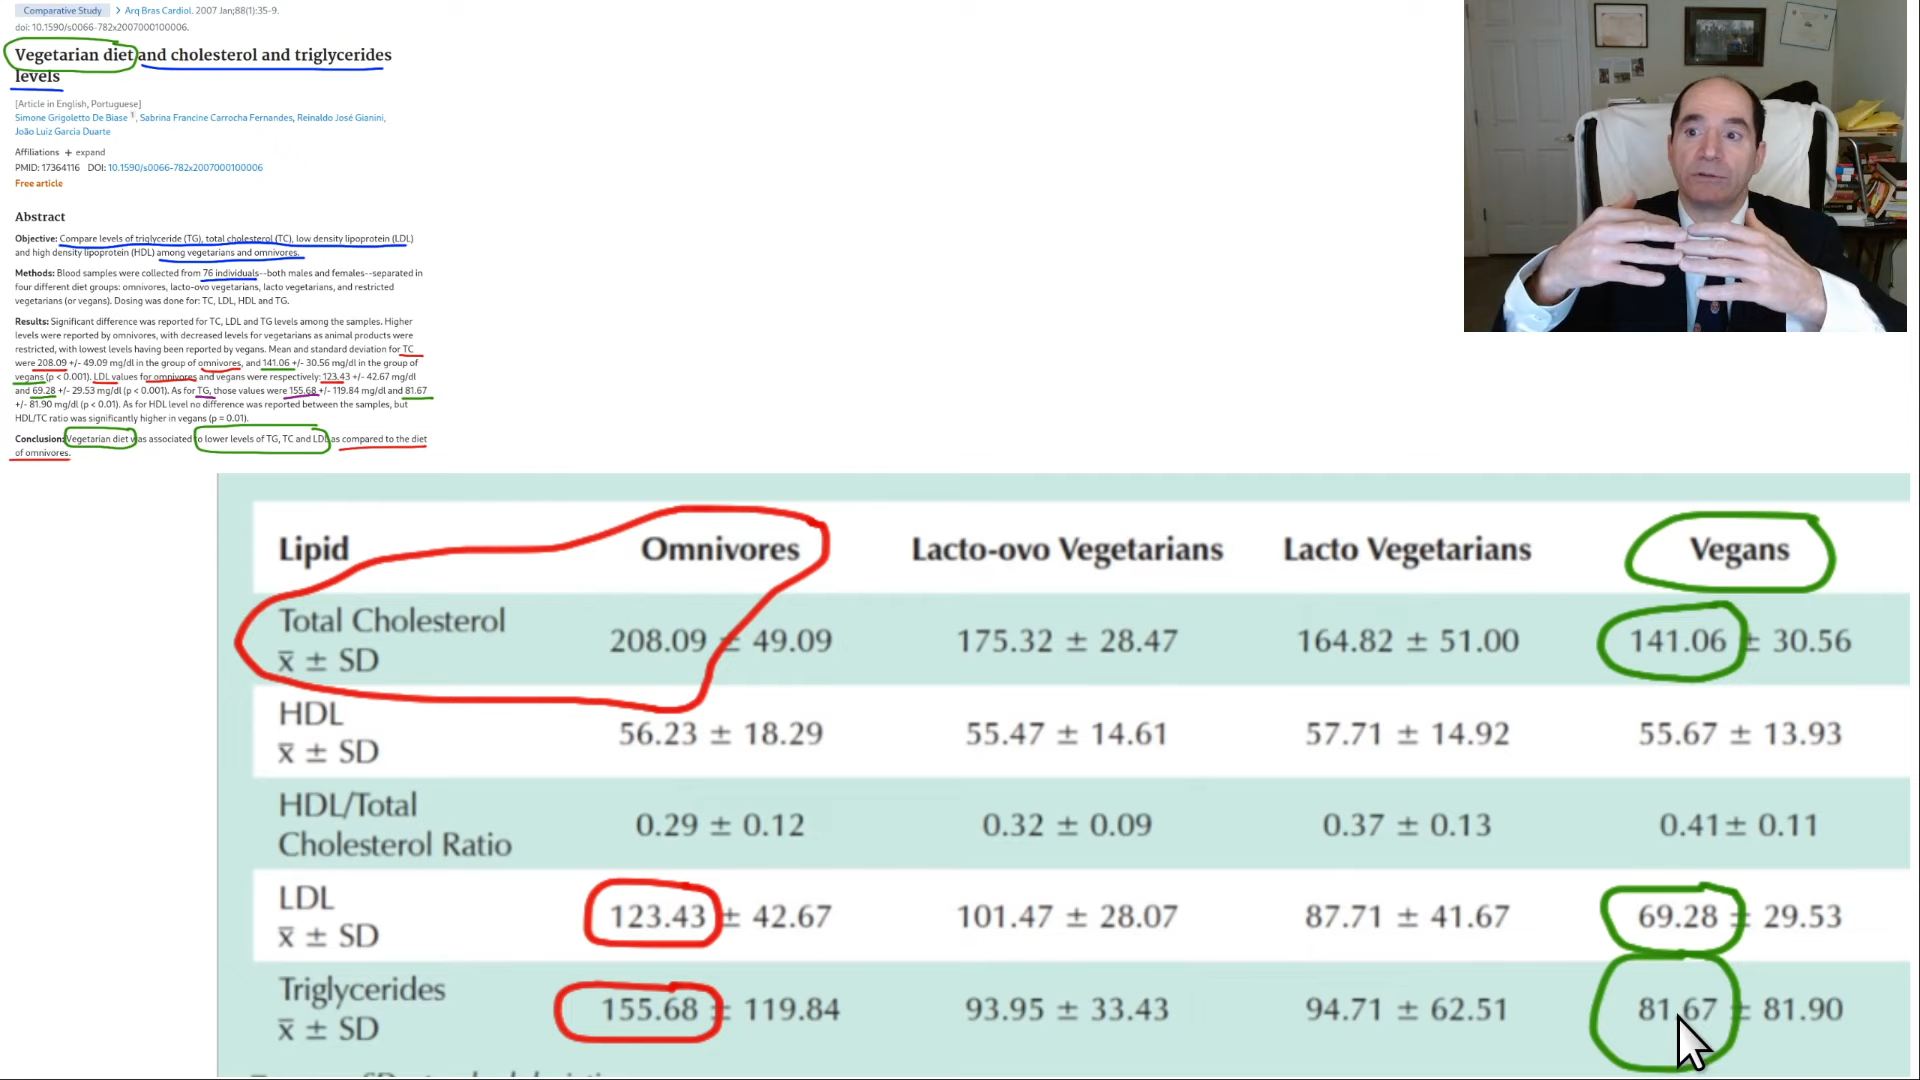 Comparative Study > Arq Bras Cardiol. 2007 Jan;88(1):35-9.
doi: 10.1590/s0066-782x2007000100006.
Vegetarian diet and cholesterol and triglycerides
levels
[Article in English, Portuguese]
Simone Grigoletto De Biase 1, Sabrina Francine Carrocha Fernandes, Reinaldo José Gianini,
João Luiz Garcia Duarte
Affiliations + expand
PMID: 17364116 DOI: 10.1590/s0066-782x2007000100006
Free article
Abstract
Objective: Compare levels of triglyceride (TG), total cholesterol (TC), low density lipoprotein (LDL)
and high density lipoprotein (HDL) among vegetarians and omnivores.
Methods: Blood samples were collected from 76 individuals--both males and females--separated in
four different diet groups: omnivores, lacto-ovo vegetarians, lacto vegetarians, and restricted
vegetarians (or vegans). Dosing was done for: TC, LDL, HDL and TG.
Results: Significant difference was reported for TC, LDL and TG levels among the samples. Higher
levels were reported by omnivores, with decreased levels for vegetarians as animal products were
restricted, with lowest levels having been reported by vegans. Mean and standard deviation for TC
were 208.09 +/- 49.09 mg/dl in the group of omnivores, and 141.06 +/- 30.56 mg/dl in the group of
vegans (p < 0.001). LDL values for omnivores and vegans were respectively: 123.43 +/- 42.67 mg/dl
and 69.28 +/- 29.53 mg/dl (p < 0.001). As for TG, those values were 155.68 +/- 119.84 mg/dl and 81.67
+/- 81.90 mg/dl (p < 0.01). As for HDL level no difference was reported between the samples, but
HDL/TC ratio was significantly higher in vegans (p = 0.01).
Conclusion: Vegetarian diet was associated to lower levels of TG, TC and LDL as compared to the diet
of omnivores.
Lipid Omnivores Lacto-ovo Vegetarians Lacto Vegetarians Vegans
Total Cholesterol
x̄ ± SD 208.09 ± 49.09 175.32 ± 28.47 164.82 ± 51.00 141.06 ± 30.56
HDL
x̄ ± SD 56.23 ± 18.29 55.47 ± 14.61 57.71 ± 14.92 55.67 ± 13.93
HDL/Total
Cholesterol Ratio 0.29 ± 0.12 0.32 ± 0.09 0.37 ± 0.13 0.41± 0.11
LDL
x̄ ± SD 123.43 ± 42.67 101.47 ± 28.07 87.71 ± 41.67 69.28 ± 29.53
Triglycerides
x̄ ± SD 155.68 ± 119.84 93.95 ± 33.43 94.71 ± 62.51 81.67 ± 81.90